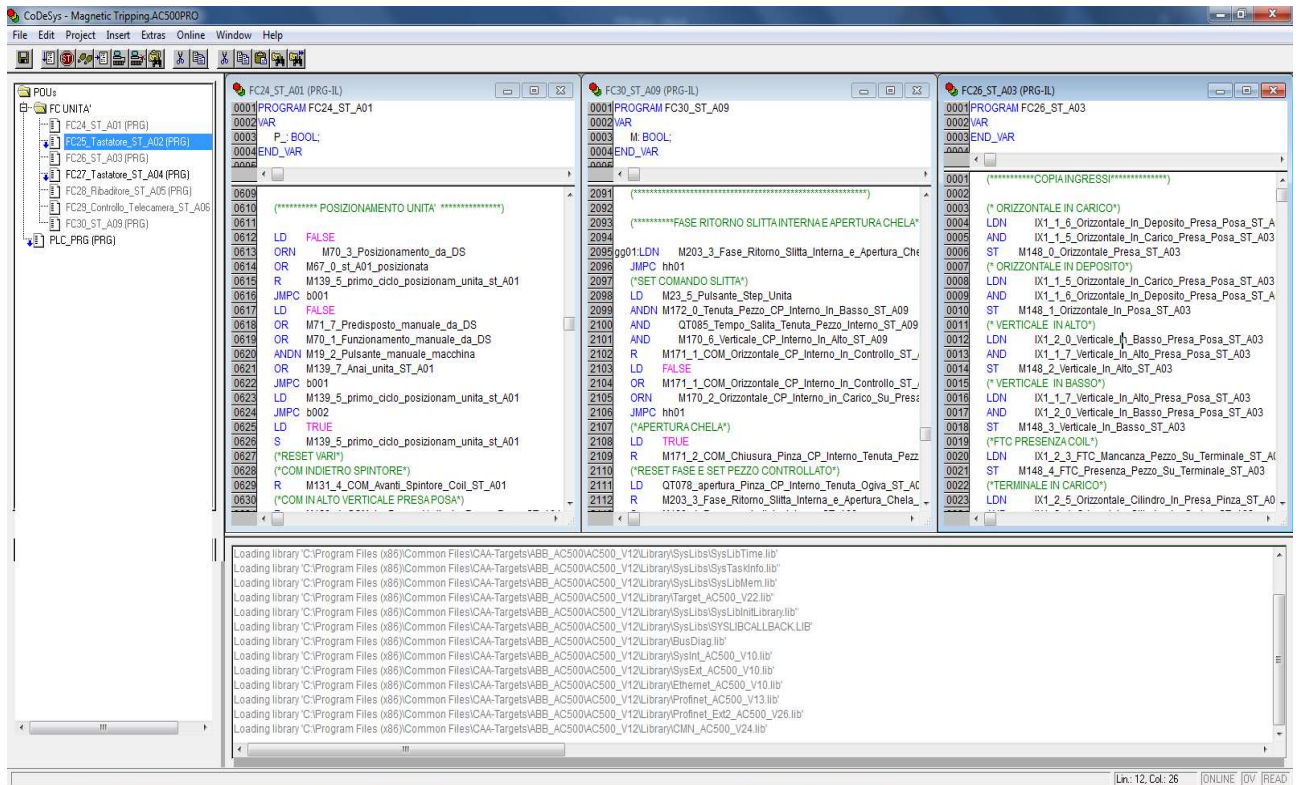 CoDeSys - Magnetic Tripping.AC500PRO
File Edit Project Insert Extras Online Window Help
POUs
FC UNITA'
FC24_ST_A01 (PRG)
FC25_Tastatore_ST_A02 (PRG)
FC26_ST_A03 (PRG)
FC27_Tastatore_ST_A04 (PRG)
FC28_Ribaditore_ST_A05 (PRG)
FC29_Controllo_Telecamera_ST_A06
FC30_ST_A09 (PRG)
PLC_PRG (PRG)
FC24_ST_A01 (PRG-IL)
0001 PROGRAM FC24_ST_A01
0002 VAR
0003 P_: BOOL;
0004 END_VAR
0005
0609
0610 (********* POSIZIONAMENTO UNITA' ***************)
0611
0612 LD FALSE
0613 ORN M70_3_Posizionamento_da_DS
0614 OR M67_0_st_A01_posizionata
0615 R M139_5_primo_ciclo_posizionam_unita_st_A01
0616 JMPC b001
0617 LD FALSE
0618 OR M71_7_Predisposto_manuale_da_DS
0619 OR M70_1_Funzionamento_manuale_da_DS
0620 ANDN M19_2_Pulsante_manuale_macchina
0621 OR M139_7_Anai_unita_ST_A01
0622 JMPC b001
0623 LD M139_5_primo_ciclo_posizionam_unita_st_A01
0624 JMPC b002
0625 LD TRUE
0626 S M139_5_primo_ciclo_posizionam_unita_st_A01
0627 (*RESET VARI*)
0628 (*COM INDIETRO SPINTORE*)
0629 R M131_4_COM_Avanti_Spintore_Coil_ST_A01
0630 (*COM IN ALTO VERTICALE PRESA POSA*)
FC30_ST_A09 (PRG-IL)
0001 PROGRAM FC30_ST_A09
0002 VAR
0003 M: BOOL;
0004 END_VAR
0005
2091 (**********************************************************)
2092
2093 (**********FASE RITORNO SLITTA INTERNA E APERTURA CHELA*
2094
2095 gg01:LDN M203_3_Fase_Ritorno_Slitta_Interna_e_Apertura_Che
2096 JMPC hh01
2097 (*SET COMANDO SLITTA*)
2098 LD M23_5_Pulsante_Step_Unita
2099 ANDN M172_0_Tenuta_Pezzo_CP_Interno_In_Basso_ST_A09
2100 AND QT085_Tempo_Salita_Tenuta_Pezzo_Interno_ST_A09
2101 AND M170_6_Verticale_CP_Interno_In_Alto_ST_A09
2102 R M171_1_COM_Orizzontale_CP_Interno_In_Controllo_ST_
2103 LD FALSE
2104 OR M171_1_COM_Orizzontale_CP_Interno_In_Controllo_ST_
2105 ORN M170_2_Orizzontale_CP_Interno_in_Carico_Su_Presa
2106 JMPC hh01
2107 (*APERTURA CHELA*)
2108 LD TRUE
2109 R M171_2_COM_Chiusura_Pinza_CP_Interno_Tenuta_Pezz
2110 (*RESET FASE E SET PEZZO CONTROLLATO*)
2111 LD QT078_apertura_Pinza_CP_Interno_Tenuta_Ogiva_ST_A0
2112 R M203_3_Fase_Ritorno_Slitta_Interna_e_Apertura_Chela_
FC26_ST_A03 (PRG-IL)
0001 PROGRAM FC26_ST_A03
0002 VAR
0003 END_VAR
0004
0001 (***********COPIA INGRESSI**************)
0002
0003 (* ORIZZONTALE IN CARICO*)
0004 LDN IX1_1_6_Orizzontale_In_Deposito_Presa_Posa_ST_A
0005 AND IX1_1_5_Orizzontale_In_Carico_Presa_Posa_ST_A03
0006 ST M148_0_Orizzontale_Presa_ST_A03
0007 (* ORIZZONTALE IN DEPOSITO*)
0008 LDN IX1_1_5_Orizzontale_In_Carico_Presa_Posa_ST_A03
0009 AND IX1_1_6_Orizzontale_In_Deposito_Presa_Posa_ST_A
0010 ST M148_1_Orizzontale_In_Posa_ST_A03
0011 (* VERTICALE IN ALTO*)
0012 LDN IX1_2_0_Verticale_In_Basso_Presa_Posa_ST_A03
0013 AND IX1_1_7_Verticale_In_Alto_Presa_Posa_ST_A03
0014 ST M148_2_Verticale_In_Alto_ST_A03
0015 (* VERTICALE IN BASSO*)
0016 LDN IX1_1_7_Verticale_In_Alto_Presa_Posa_ST_A03
0017 AND IX1_2_0_Verticale_In_Basso_Presa_Posa_ST_A03
0018 ST M148_3_Verticale_In_Basso_ST_A03
0019 (*FTC PRESENZA COIL*)
0020 LDN IX1_2_3_FTC_Mancanza_Pezzo_Su_Terminale_ST_A0
0021 ST M148_4_FTC_Presenza_Pezzo_Su_Terminale_ST_A03
0022 (*TERMINALE IN CARICO*)
0023 LDN IX1_2_5_Orizzontale_Cilindro_In_Presa_Pinza_ST_A0
Loading library 'C:\Program Files (x86)\Common Files\CAA-Targets\ABB_AC500\AC500_V12\Library\SysLibs\SysLibTime.lib'
Loading library 'C:\Program Files (x86)\Common Files\CAA-Targets\ABB_AC500\AC500_V12\Library\SysLibs\SysTaskInfo.lib'
Loading library 'C:\Program Files (x86)\Common Files\CAA-Targets\ABB_AC500\AC500_V12\Library\SysLibs\SysLibMem.lib'
Loading library 'C:\Program Files (x86)\Common Files\CAA-Targets\ABB_AC500\AC500_V12\Library\Target_AC500_V22.lib'
Loading library 'C:\Program Files (x86)\Common Files\CAA-Targets\ABB_AC500\AC500_V12\Library\SysLibs\SysLibInitLibrary.lib'
Loading library 'C:\Program Files (x86)\Common Files\CAA-Targets\ABB_AC500\AC500_V12\Library\SysLibs\SYSLIBCALLBACK.LIB'
Loading library 'C:\Program Files (x86)\Common Files\CAA-Targets\ABB_AC500\AC500_V12\Library\BusDiag.lib'
Loading library 'C:\Program Files (x86)\Common Files\CAA-Targets\ABB_AC500\AC500_V12\Library\SysInt_AC500_V10.lib'
Loading library 'C:\Program Files (x86)\Common Files\CAA-Targets\ABB_AC500\AC500_V12\Library\SysExt_AC500_V10.lib'
Loading library 'C:\Program Files (x86)\Common Files\CAA-Targets\ABB_AC500\AC500_V12\Library\Ethernet_AC500_V10.lib'
Loading library 'C:\Program Files (x86)\Common Files\CAA-Targets\ABB_AC500\AC500_V12\Library\Profinet_AC500_V13.lib'
Loading library 'C:\Program Files (x86)\Common Files\CAA-Targets\ABB_AC500\AC500_V12\Library\Profinet_Ext2_AC500_V26.lib'
Loading library 'C:\Program Files (x86)\Common Files\CAA-Targets\ABB_AC500\AC500_V12\Library\CMN_AC500_V24.lib'
Lin.: 12, Col.: 26 ONLINE OV READ